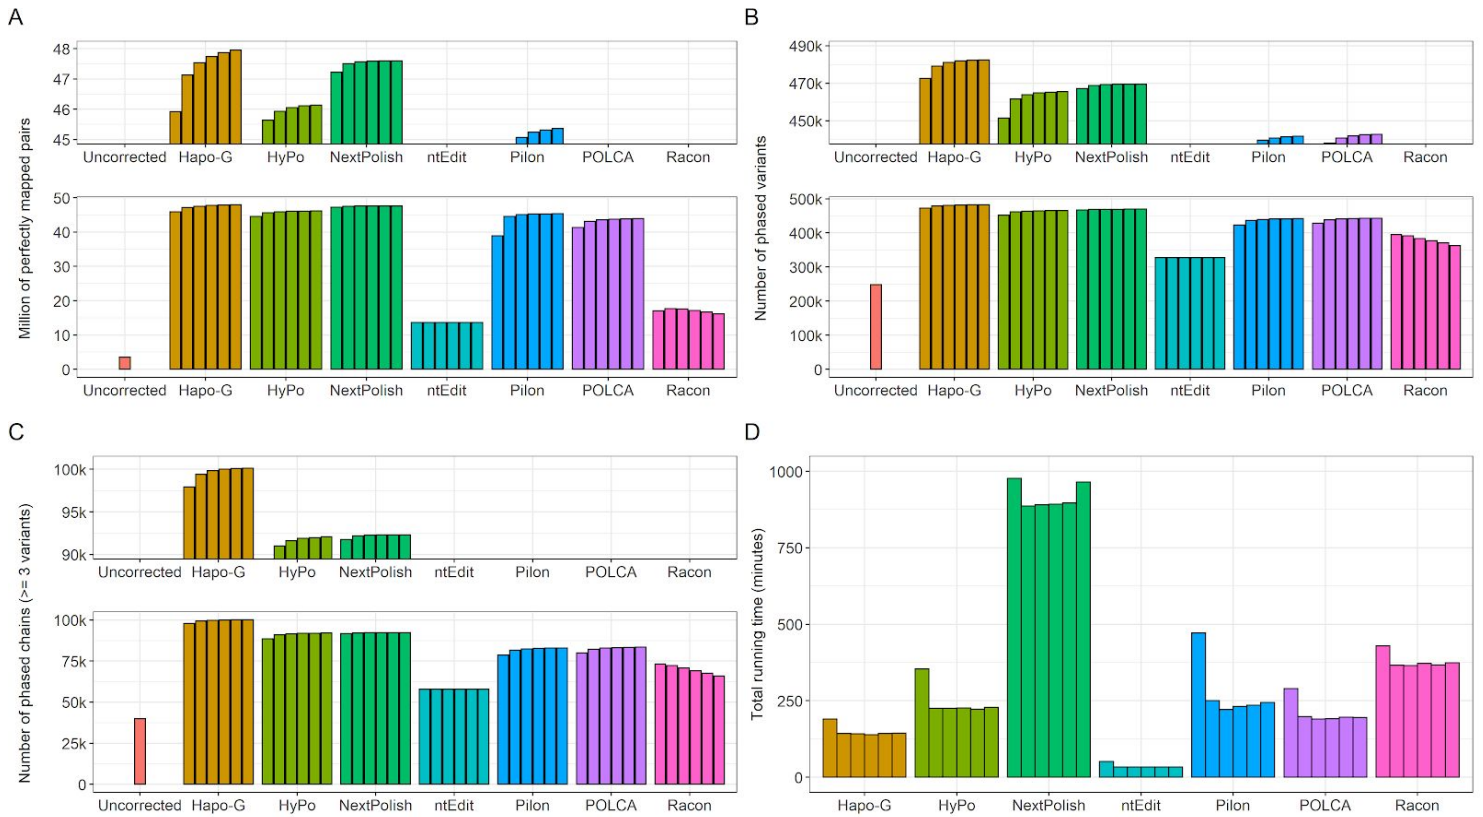 A
Million of perfectly mapped pairs
48
47
46
45
Uncorrected Hapo-G HyPo NextPolish ntEdit Pilon POLCA Racon
50
40
30
20
10
0
Uncorrected Hapo-G HyPo NextPolish ntEdit Pilon POLCA Racon
B
Number of phased variants
490k
470k
450k
Uncorrected Hapo-G HyPo NextPolish ntEdit Pilon POLCA Racon
500k
400k
300k
200k
100k
0
Uncorrected Hapo-G HyPo NextPolish ntEdit Pilon POLCA Racon
C
Number of phased chains (>= 3 variants)
100k
95k
90k
Uncorrected Hapo-G HyPo NextPolish ntEdit Pilon POLCA Racon
100k
75k
50k
25k
0
Uncorrected Hapo-G HyPo NextPolish ntEdit Pilon POLCA Racon
D
Total running time (minutes)
1000
750
500
250
0
Hapo-G HyPo NextPolish ntEdit Pilon POLCA Racon